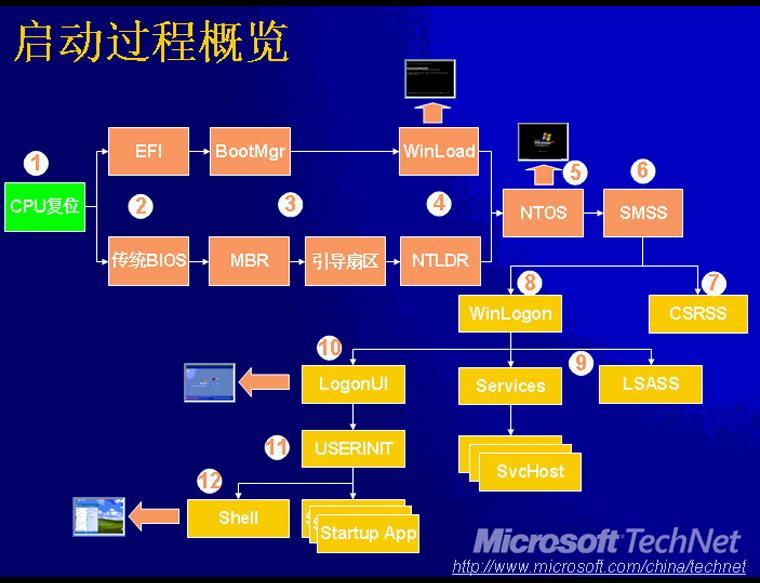 启动过程概览
1
EFI
BootMgr
WinLoad
CPU复位
2
3
4
5
6
NTOS
SMSS
传统BIOS
MBR
引导扇区
NTLDR
8
7
WinLogon
CSRSS
10
9
LogonUI
Services
LSASS
11
USERINIT
SvcHost
12
Shell
Startup App
Microsoft TechNet
http://www.microsoft.com/china/technet